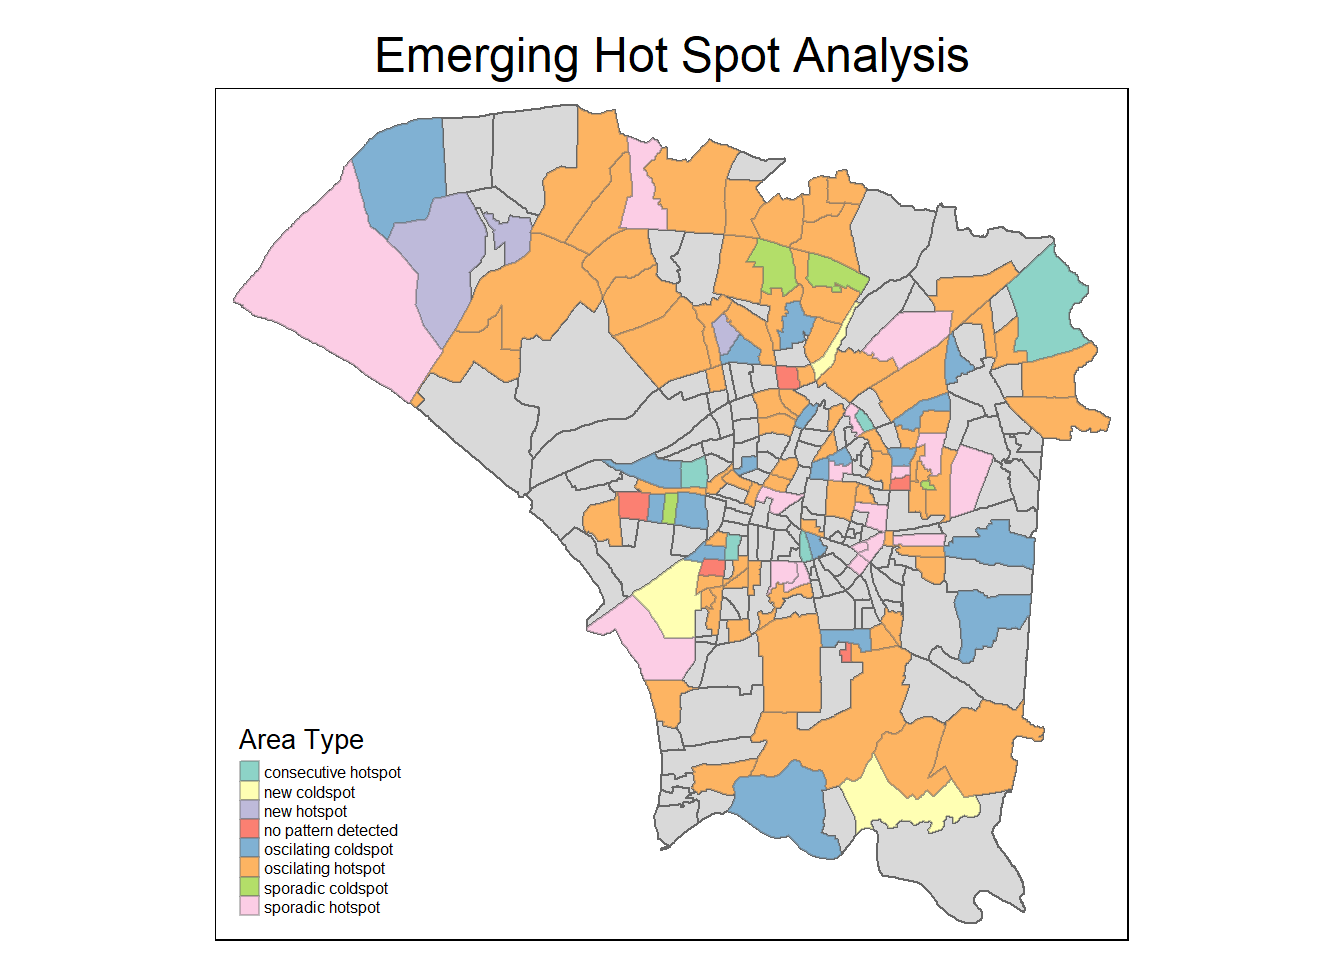 Emerging Hot Spot Analysis
Area Type
consecutive hotspot
new coldspot
new hotspot
no pattern detected
oscilating coldspot
oscilating hotspot
sporadic coldspot
sporadic hotspot